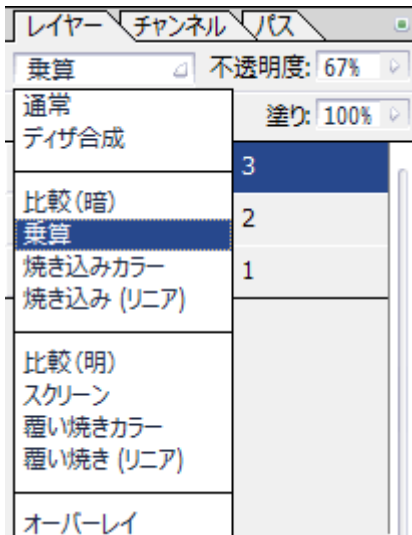 レイヤー チャンネル パス
乗算 不透明度: 67%
通常 塗り: 100%
ディザ合成
3
比較(暗)
2
乗算
焼き込みカラー 1
焼き込み (リニア)
比較(明)
スクリーン
覆い焼きカラー
覆い焼き (リニア)
オーバーレイ